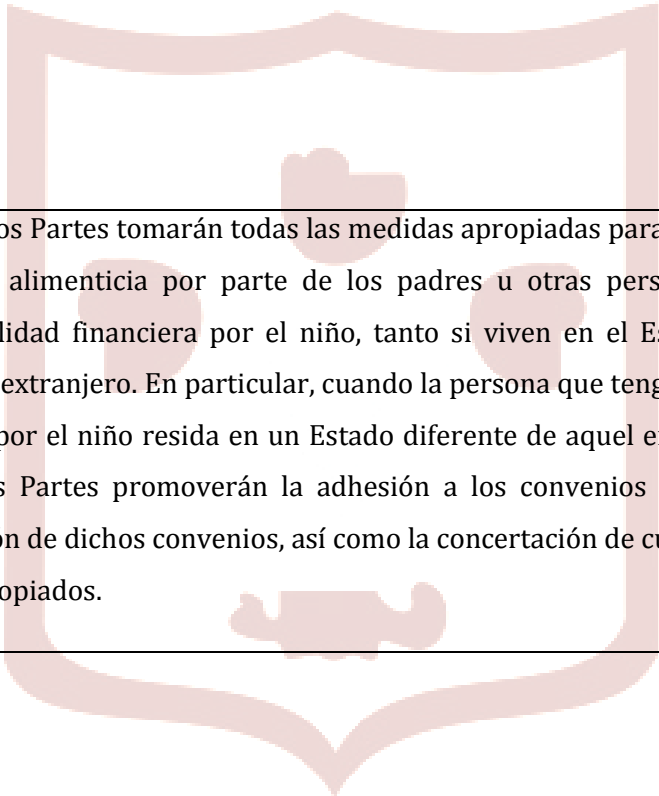 os Partes tomarán todas las medidas apropiadas para
alimenticia por parte de los padres u otras pers
lidad financiera por el niño, tanto si viven en el Es
extranjero. En particular, cuando la persona que teng
por el niño resida en un Estado diferente de aquel e
s Partes promoverán la adhesión a los convenios
ón de dichos convenios, así como la concertación de cu
opiados.